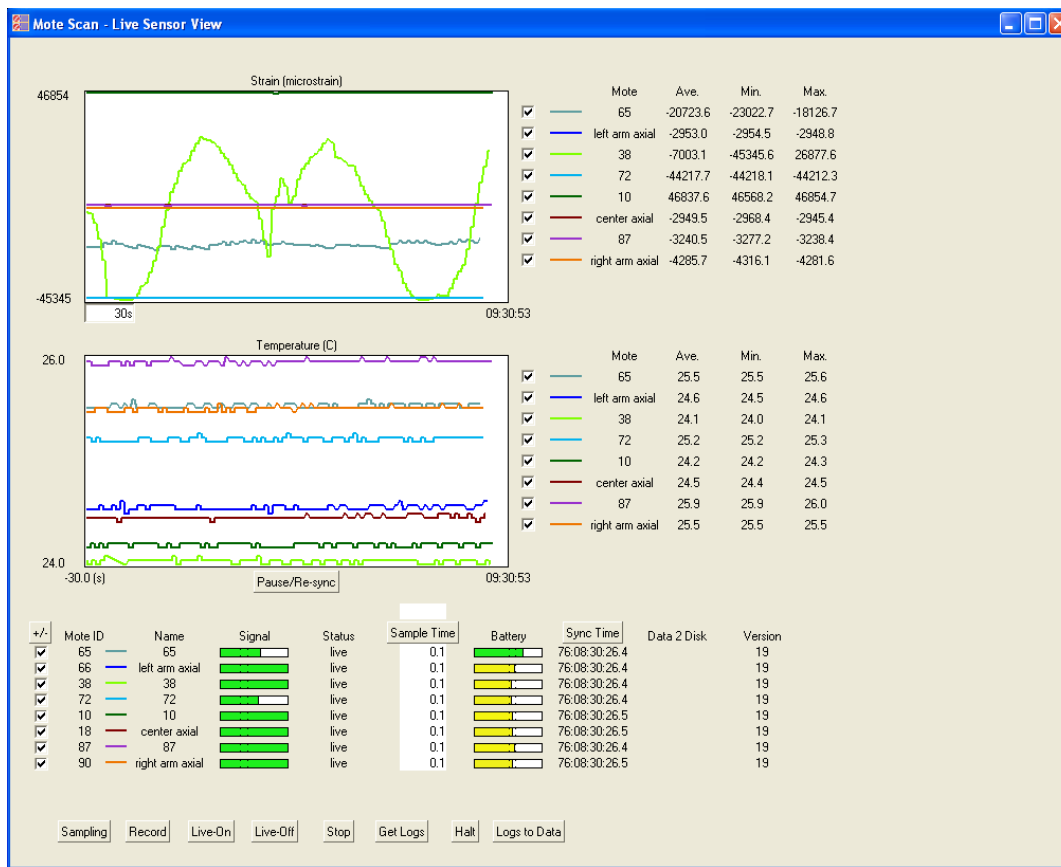 Mote Scan - Live Sensor View
Strain (microstrain)
46854
-45345
30s 09:30:53
Mote Ave. Min. Max.
65 -20723.6 -23022.7 -18126.7
left arm axial -2953.0 -2954.5 -2948.8
38 -7003.1 -45345.6 26877.6
72 -44217.7 -44218.1 -44212.3
10 46837.6 46568.2 46854.7
center axial -2949.5 -2968.4 -2945.4
87 -3240.5 -3277.2 -3238.4
right arm axial -4285.7 -4316.1 -4281.6
Temperature (C)
26.0
24.0
-30.0 (s) Pause/Re-sync 09:30:53
Mote Ave. Min. Max.
65 25.5 25.5 25.6
left arm axial 24.6 24.5 24.6
38 24.1 24.0 24.1
72 25.2 25.2 25.3
10 24.2 24.2 24.3
center axial 24.5 24.4 24.5
87 25.9 25.9 26.0
right arm axial 25.5 25.5 25.5
+/- Mote ID Name Signal Status Sample Time Battery Sync Time Data 2 Disk Version
65 65 live 0.1 76:08:30:26.4 19
66 left arm axial live 0.1 76:08:30:26.4 19
38 38 live 0.1 76:08:30:26.4 19
72 72 live 0.1 76:08:30:26.4 19
10 10 live 0.1 76:08:30:26.5 19
18 center axial live 0.1 76:08:30:26.5 19
87 87 live 0.1 76:08:30:26.4 19
90 right arm axial live 0.1 76:08:30:26.5 19
Sampling Record Live-On Live-Off Stop Get Logs Halt Logs to Data